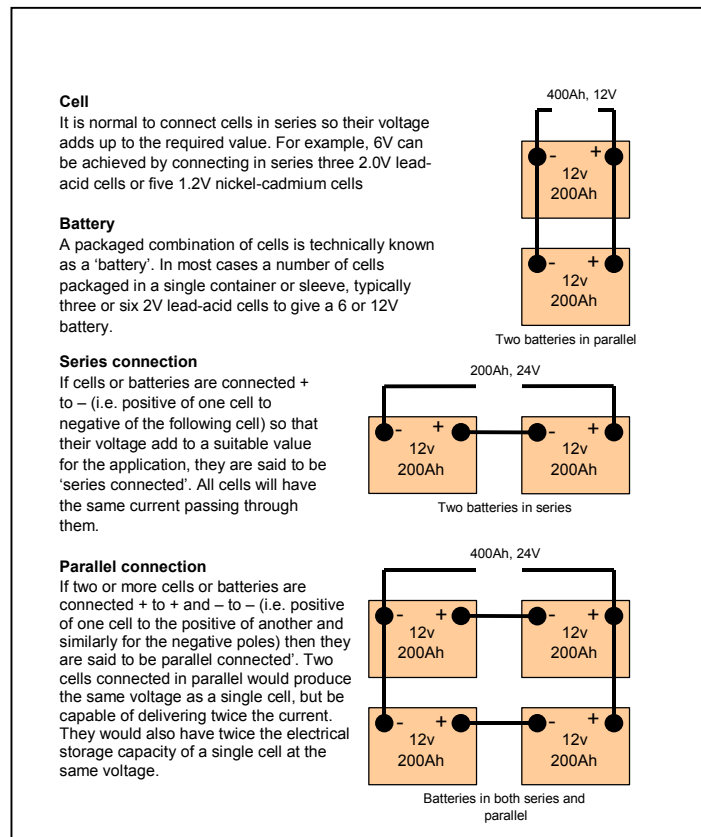 Cell
It is normal to connect cells in series so their voltage
adds up to the required value. For example, 6V can
be achieved by connecting in series three 2.0V lead-
acid cells or five 1.2V nickel-cadmium cells
Battery
A packaged combination of cells is technically known
as a ‘battery’. In most cases a number of cells
packaged in a single container or sleeve, typically
three or six 2V lead-acid cells to give a 6 or 12V
battery.
Series connection
If cells or batteries are connected +
to – (i.e. positive of one cell to
negative of the following cell) so that
their voltage add to a suitable value
for the application, they are said to be
‘series connected’. All cells will have
the same current passing through
them.
Parallel connection
If two or more cells or batteries are
connected + to + and – to – (i.e. positive
of one cell to the positive of another and
similarly for the negative poles) then they
are said to be parallel connected’. Two
cells connected in parallel would produce
the same voltage as a single cell, but be
capable of delivering twice the current.
They would also have twice the electrical
storage capacity of a single cell at the
same voltage.
400Ah, 12V
- +
12v
200Ah
- +
12v
200Ah
Two batteries in parallel
200Ah, 24V
- + - +
12v 12v
200Ah 200Ah
Two batteries in series
400Ah, 24V
- + - +
12v 12v
200Ah 200Ah
- + - +
12v 12v
200Ah 200Ah
Batteries in both series and
parallel